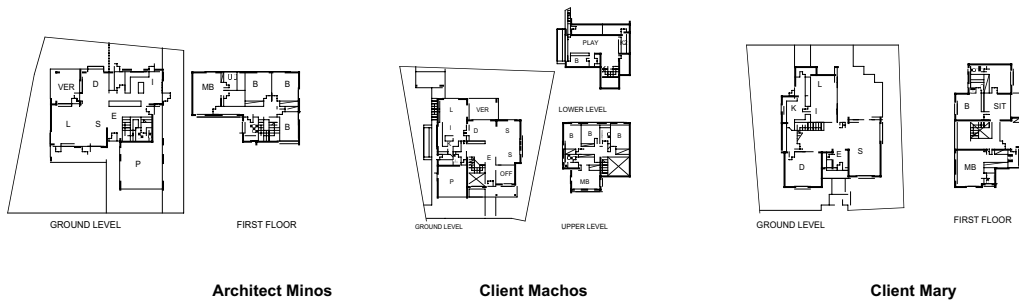 VER D I
L S E
P
GROUND LEVEL
MB U B B
B
FIRST FLOOR
PLAY
B
LOWER LEVEL
L VER
I D S
K E S
P OFF
GROUND LEVEL
B B B
MB
UPPER LEVEL
L
K I
E S
D
GROUND LEVEL
B SIT
MB
FIRST FLOOR
Architect Minos
Client Machos
Client Mary